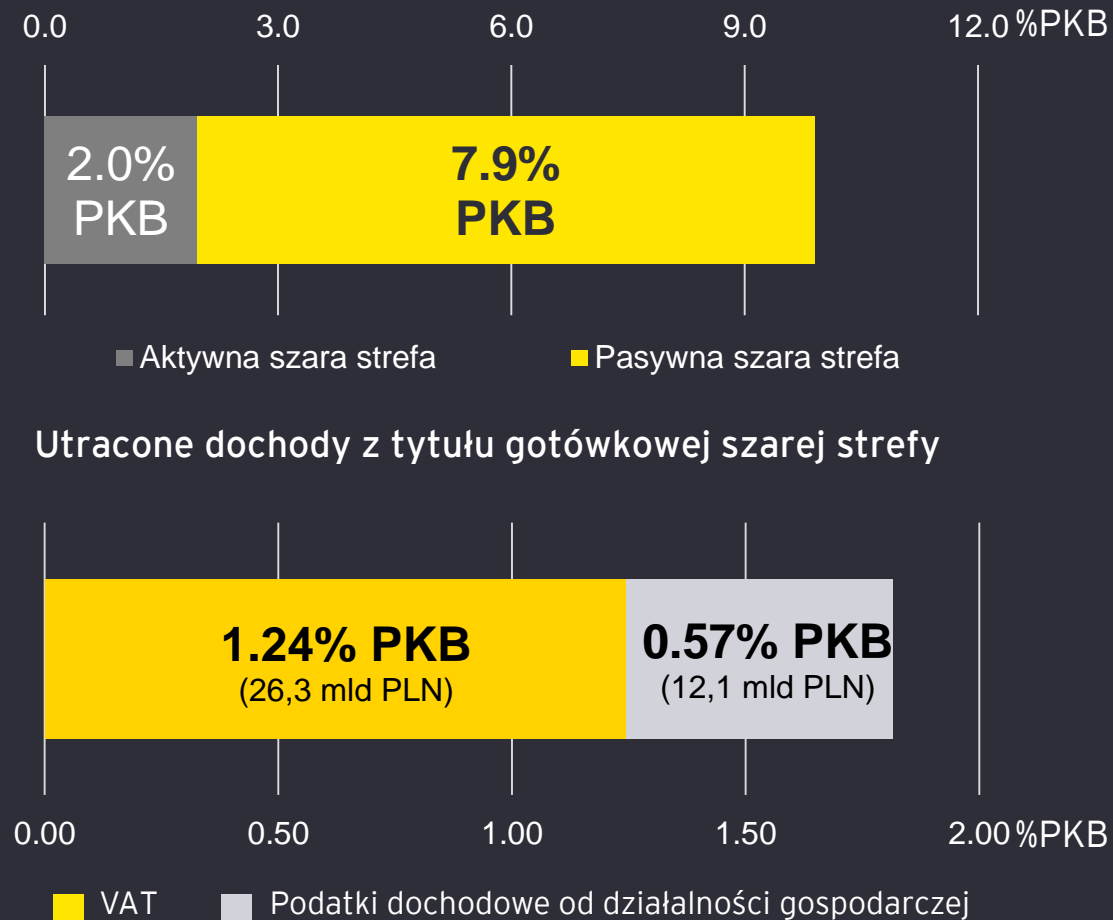 0.0 3.0 6.0 9.0 12.0 %PKB
2.0%
PKB
7.9%
PKB
Aktywna szara strefa Pasywna szara strefa
Utracone dochody z tytułu gotówkowej szarej strefy
1.24% PKB
(26,3 mld PLN)
0.57% PKB
(12,1 mld PLN)
0.00 0.50 1.00 1.50 2.00 %PKB
VAT Podatki dochodowe od działalności gospodarczej